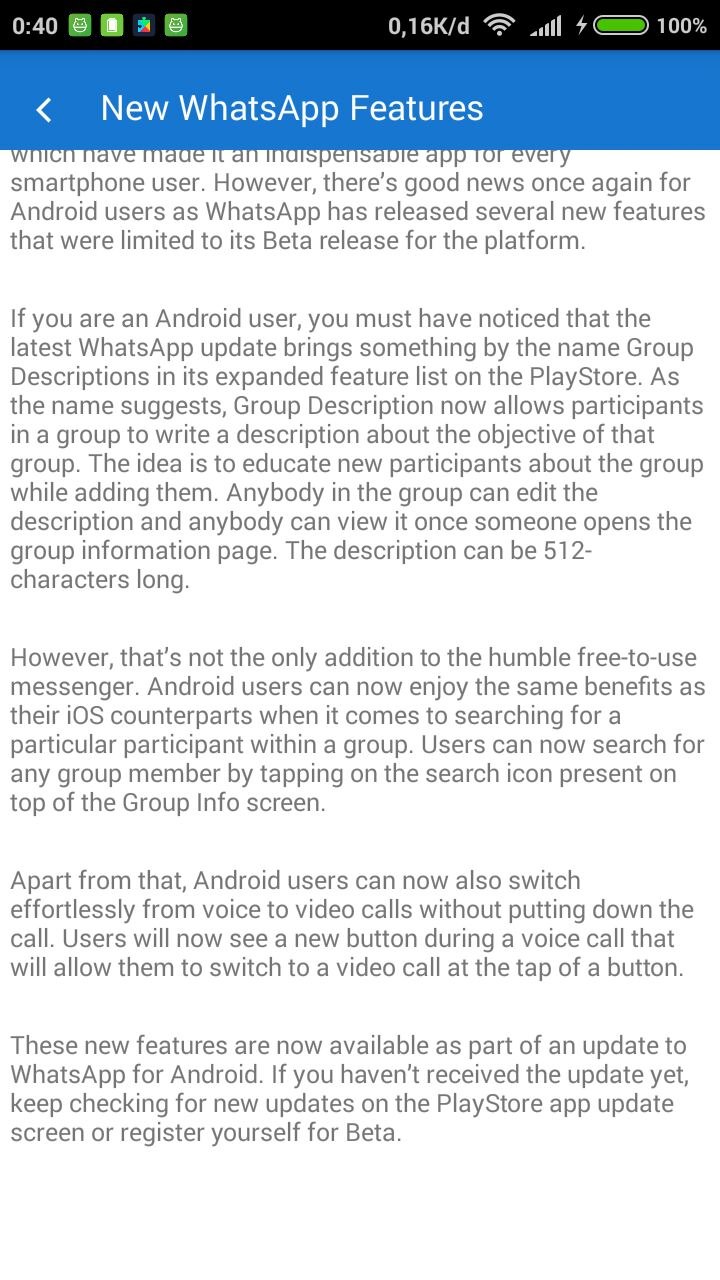 0:40 0,16K/d 100%
New WhatsApp Features
which have made it an indispensable app for every
smartphone user. However, there’s good news once again for
Android users as WhatsApp has released several new features
that were limited to its Beta release for the platform.
If you are an Android user, you must have noticed that the
latest WhatsApp update brings something by the name Group
Descriptions in its expanded feature list on the PlayStore. As
the name suggests, Group Description now allows participants
in a group to write a description about the objective of that
group. The idea is to educate new participants about the group
while adding them. Anybody in the group can edit the
description and anybody can view it once someone opens the
group information page. The description can be 512-
characters long.
However, that’s not the only addition to the humble free-to-use
messenger. Android users can now enjoy the same benefits as
their iOS counterparts when it comes to searching for a
particular participant within a group. Users can now search for
any group member by tapping on the search icon present on
top of the Group Info screen.
Apart from that, Android users can now also switch
effortlessly from voice to video calls without putting down the
call. Users will now see a new button during a voice call that
will allow them to switch to a video call at the tap of a button.
These new features are now available as part of an update to
WhatsApp for Android. If you haven’t received the update yet,
keep checking for new updates on the PlayStore app update
screen or register yourself for Beta.